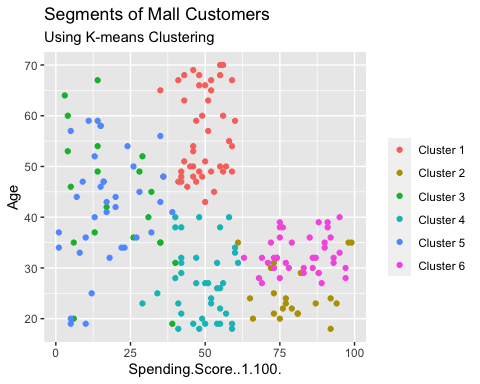 Segments of Mall Customers
Using K-means Clustering
70
60
50
40
30
20
Age
0
25
50
75
100
Spending.Score..1.100.
Cluster 1
Cluster 2
Cluster 3
Cluster 4
Cluster 5
Cluster 6